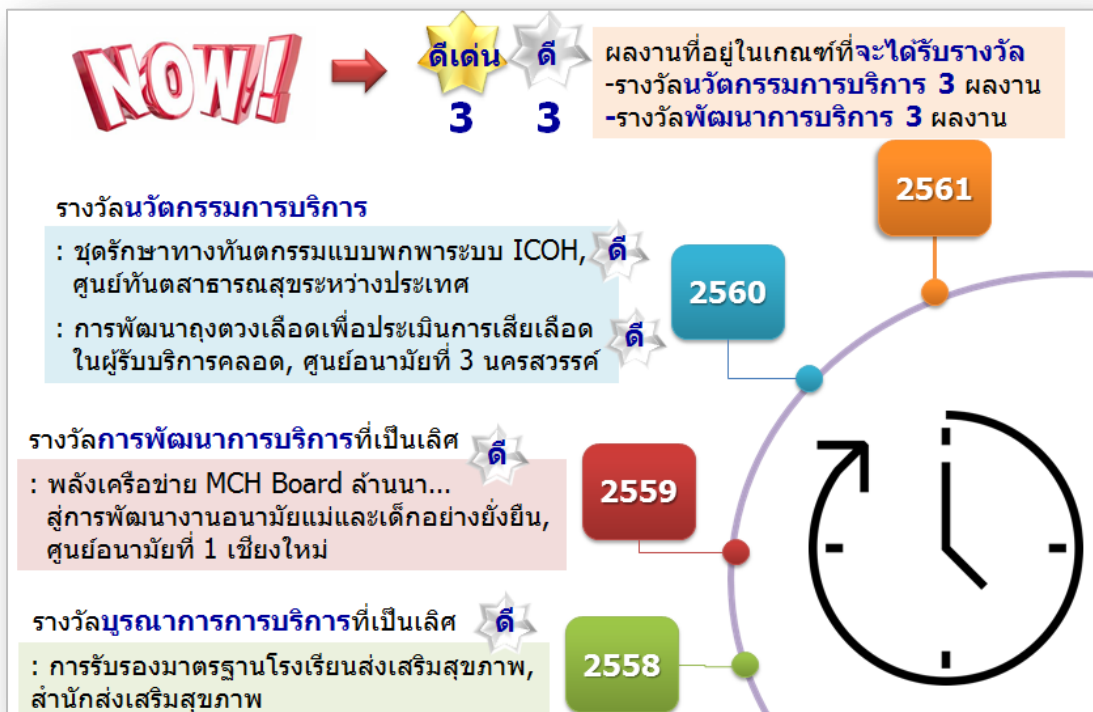 NOW!
ดีเด่น
ดี
3
3
ผลงานที่อยู่ในเกณฑ์ที่จะได้รับรางวัล
-รางวัลนวัตกรรมการบริการ 3 ผลงาน
-รางวัลพัฒนาการบริการ 3 ผลงาน
2561
รางวัลนวัตกรรมการบริการ
: ชุดรักษาทางทันตกรรมแบบพกพาระบบ ICOH,
ศูนย์ทันตสาธารณสุขระหว่างประเทศ
ดี
: การพัฒนาถุงตวงเลือดเพื่อประเมินการเสียเลือด
ในผู้รับบริการคลอด, ศูนย์อนามัยที่ 3 นครสวรรค์
ดี
2560
รางวัลการพัฒนาการบริการที่เป็นเลิศ
ดี
: พลังเครือข่าย MCH Board ล้านนา...
สู่การพัฒนางานอนามัยแม่และเด็กอย่างยั่งยืน,
ศูนย์อนามัยที่ 1 เชียงใหม่
2559
รางวัลบูรณาการการบริการที่เป็นเลิศ
ดี
: การรับรองมาตรฐานโรงเรียนส่งเสริมสุขภาพ,
สำนักส่งเสริมสุขภาพ
2558